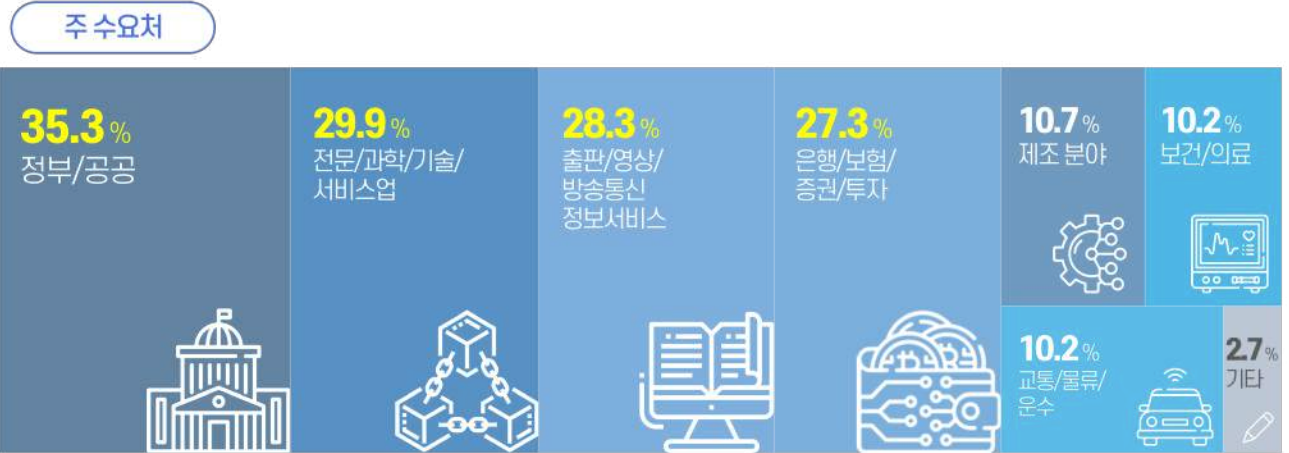 주 수요처
35.3%
정부/공공
29.9%
전문/과학/기술/
서비스업
28.3%
출판/영상/
방송통신
정보서비스
27.3%
은행/보험/
증권/투자
10.7%
제조 분야
10.2%
보건/의료
10.2%
교통/물류/
운수
2.7%
기타